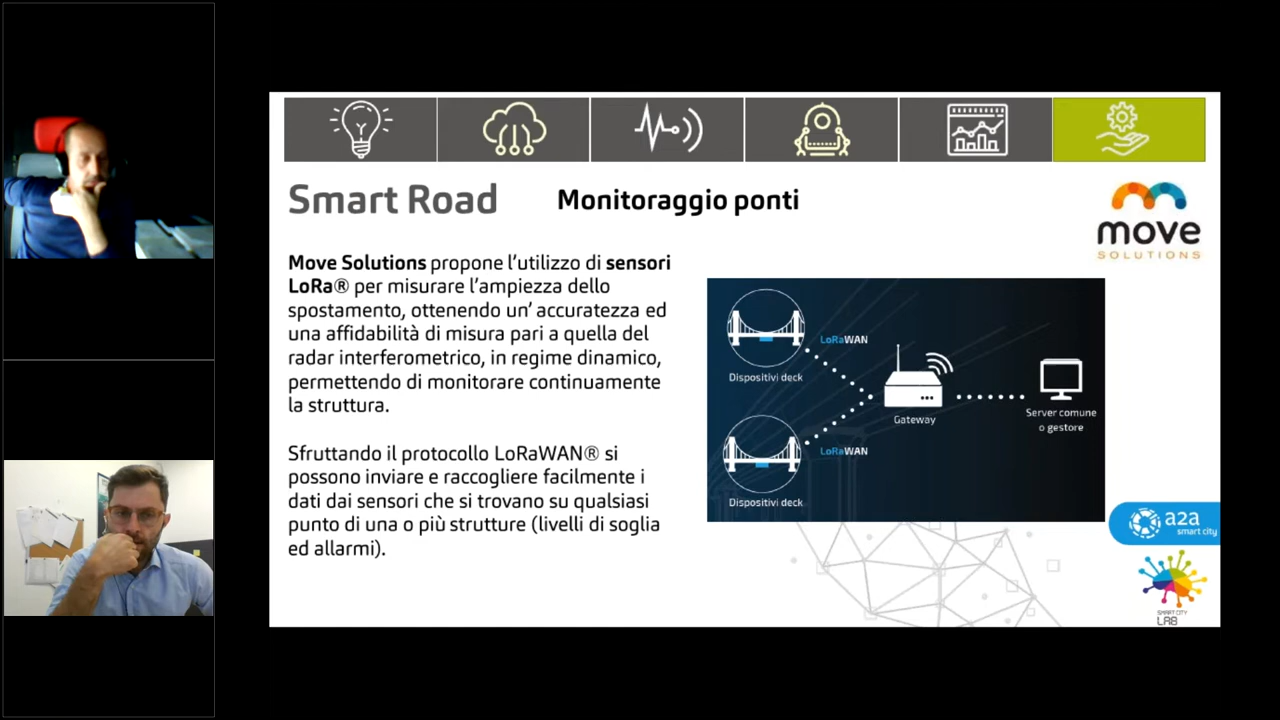 Smart Road
Monitoraggio ponti
move
SOLUTIONS
Move Solutions propone l'utilizzo di sensori
LoRa® per misurare l'ampiezza dello
spostamento, ottenendo un' accuratezza ed
una affidabilità di misura pari a quella del
radar interferometrico, in regime dinamico,
permettendo di monitorare continuamente
la struttura.
Sfruttando il protocollo LoRaWAN® si
possono inviare e raccogliere facilmente i
dati dai sensori che si trovano su qualsiasi
punto di una o più strutture (livelli di soglia
ed allarmi).
LoRaWAN
Dispositivi deck
Gateway
Server comune
o gestore
LoRaWAN
Dispositivi deck
a2a
smart city
SMART CITY
LAB